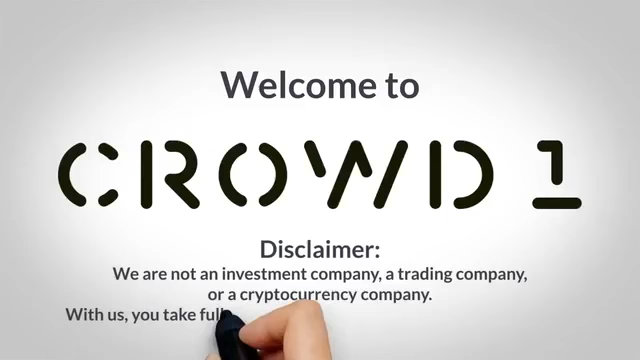 Welcome to
CROWD 1
Disclaimer:
We are not an investment company, a trading company,
or a cryptocurrency company.
With us, you take full